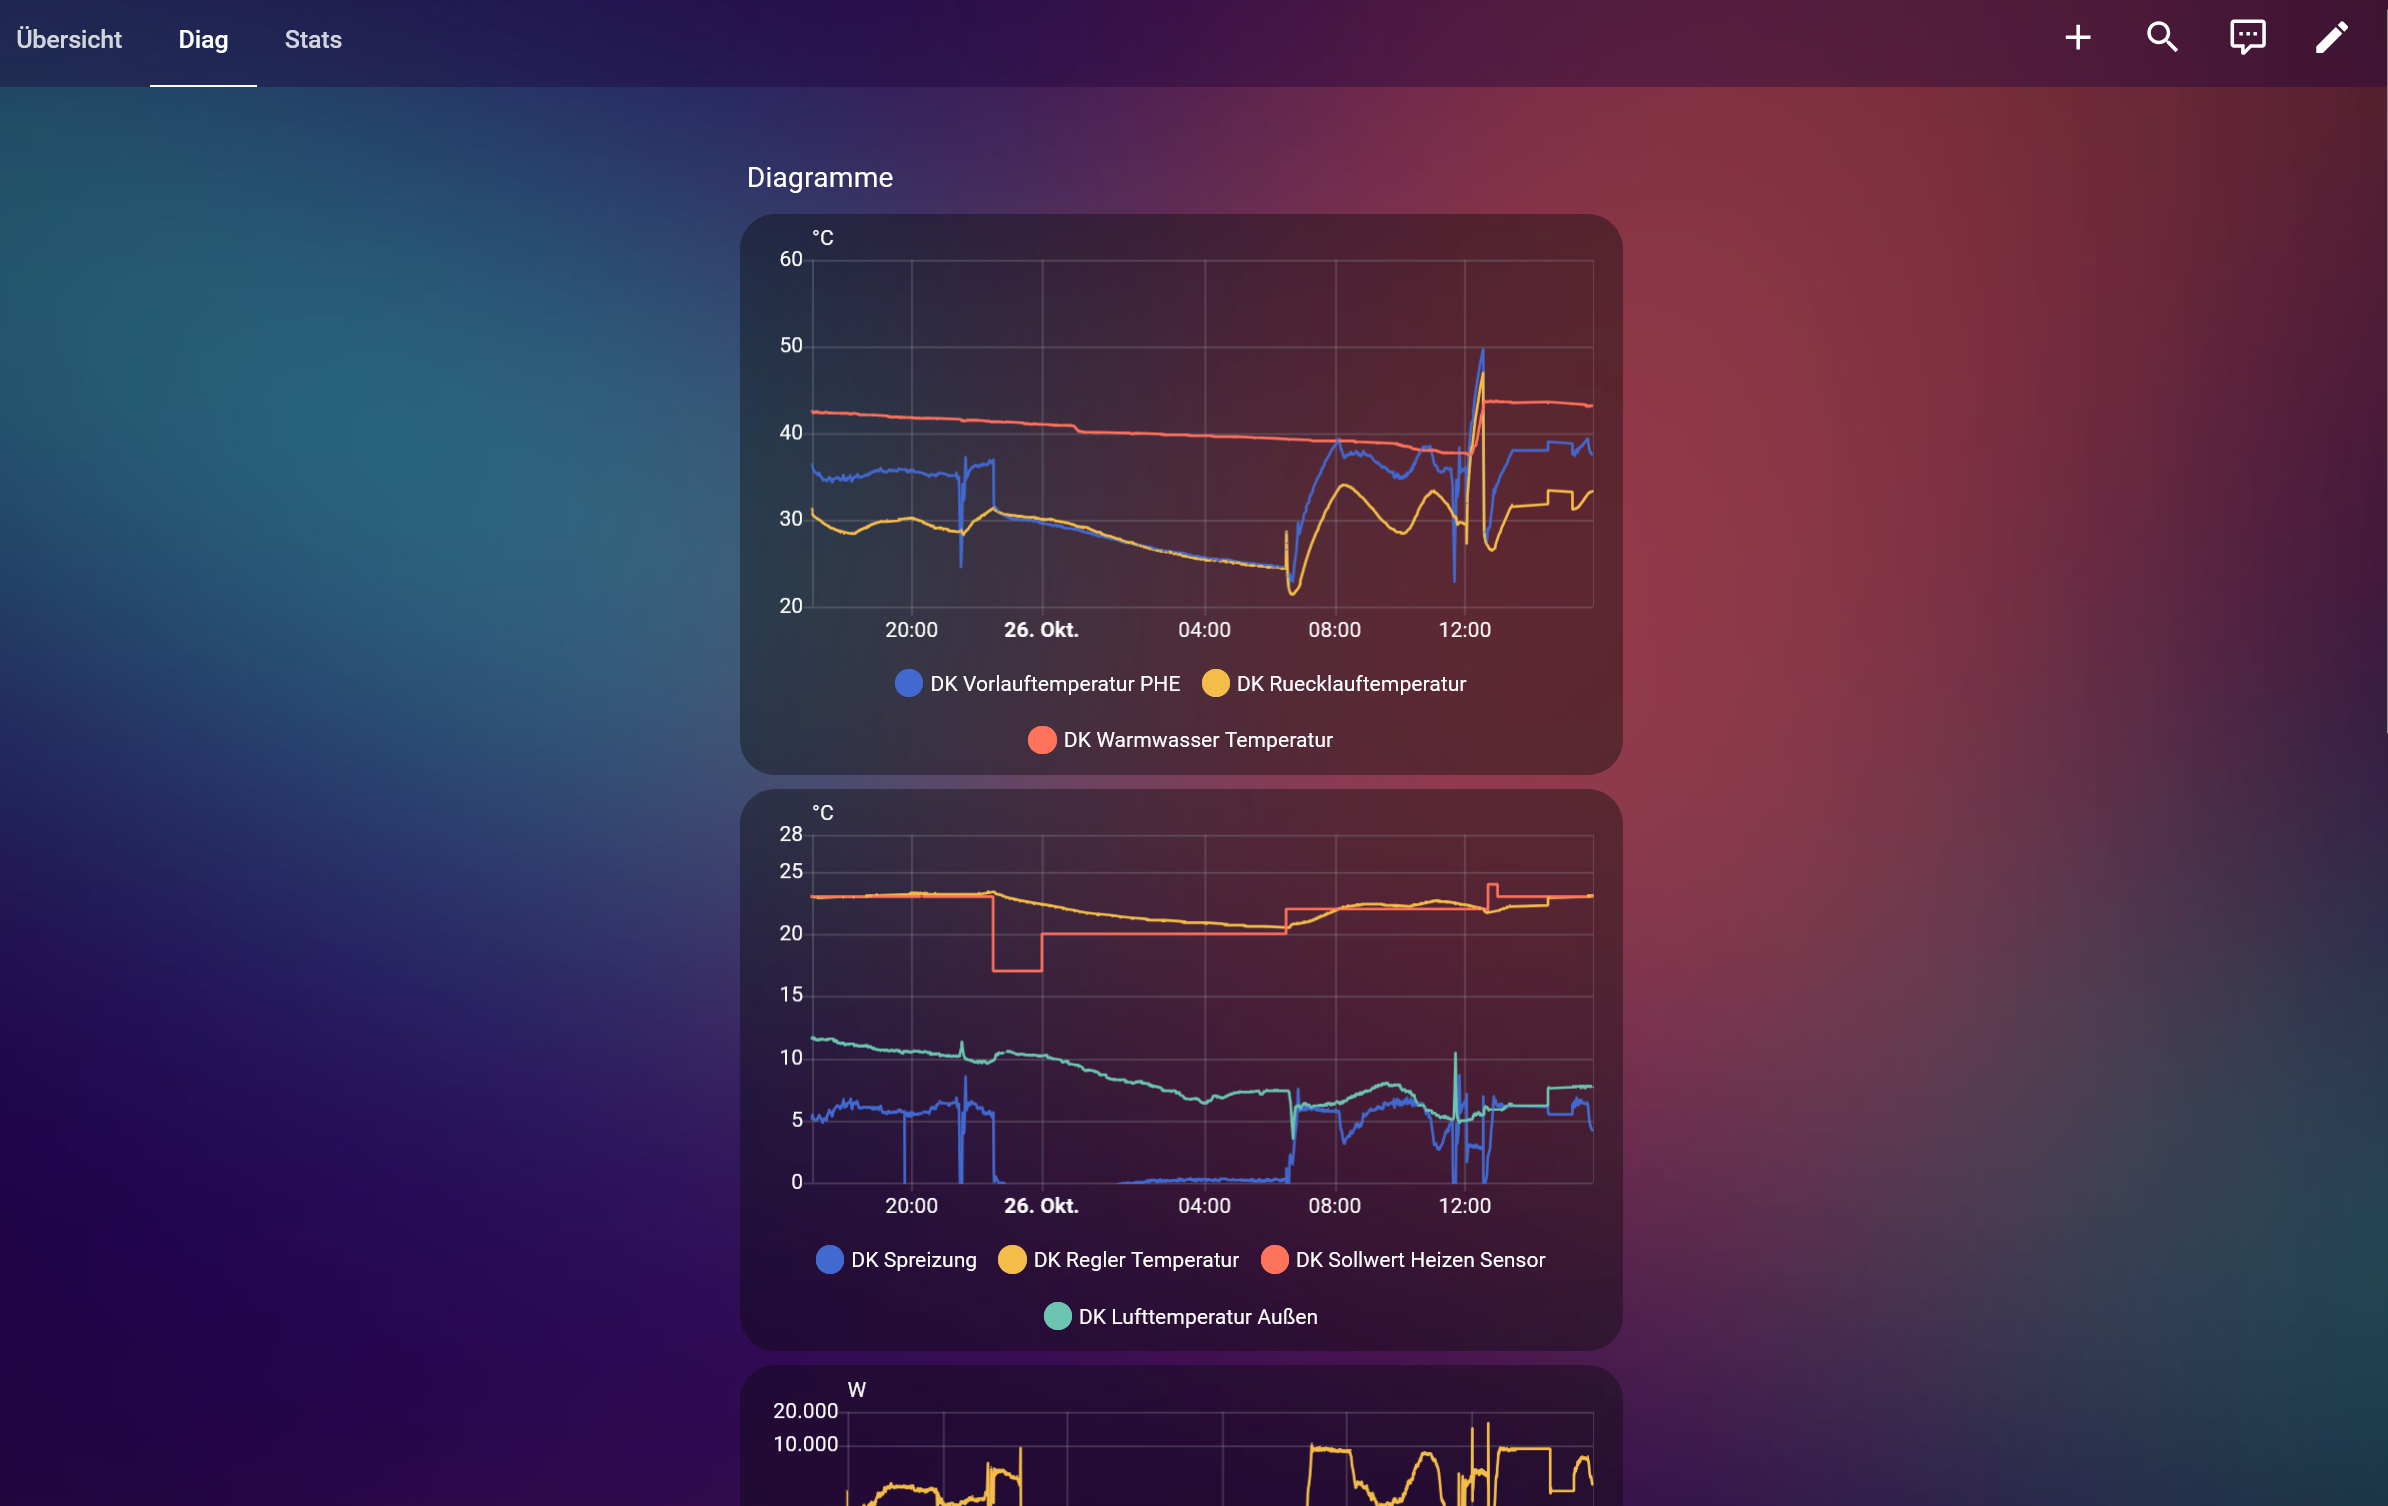 Übersicht Diag Stats
Diagramme
°C
60
50
40
30
20
20:00 26. Okt. 04:00 08:00 12:00
DK Vorlauftemperatur PHE DK Ruecklauftemperatur
DK Warmwasser Temperatur
°C
28
25
20
15
10
5
0
20:00 26. Okt. 04:00 08:00 12:00
DK Spreizung DK Regler Temperatur DK Sollwert Heizen Sensor
DK Lufttemperatur Außen
W
20.000
10.000